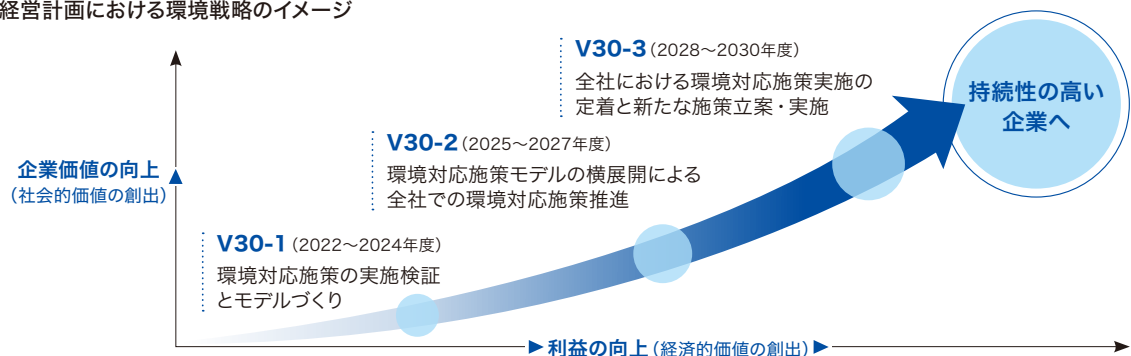 経営計画における環境戦略のイメージ
V30-3(2028〜2030年度)
全社における環境対応施策実施の
定着と新たな施策立案・実施
持続性の高い
企業へ
V30-2(2025〜2027年度)
環境対応施策モデルの横展開による
全社での環境対応施策推進
企業価値の向上
(社会的価値の創出)
V30-1(2022〜2024年度)
環境対応施策の実施検証
とモデルづくり
利益の向上(経済的価値の創出)